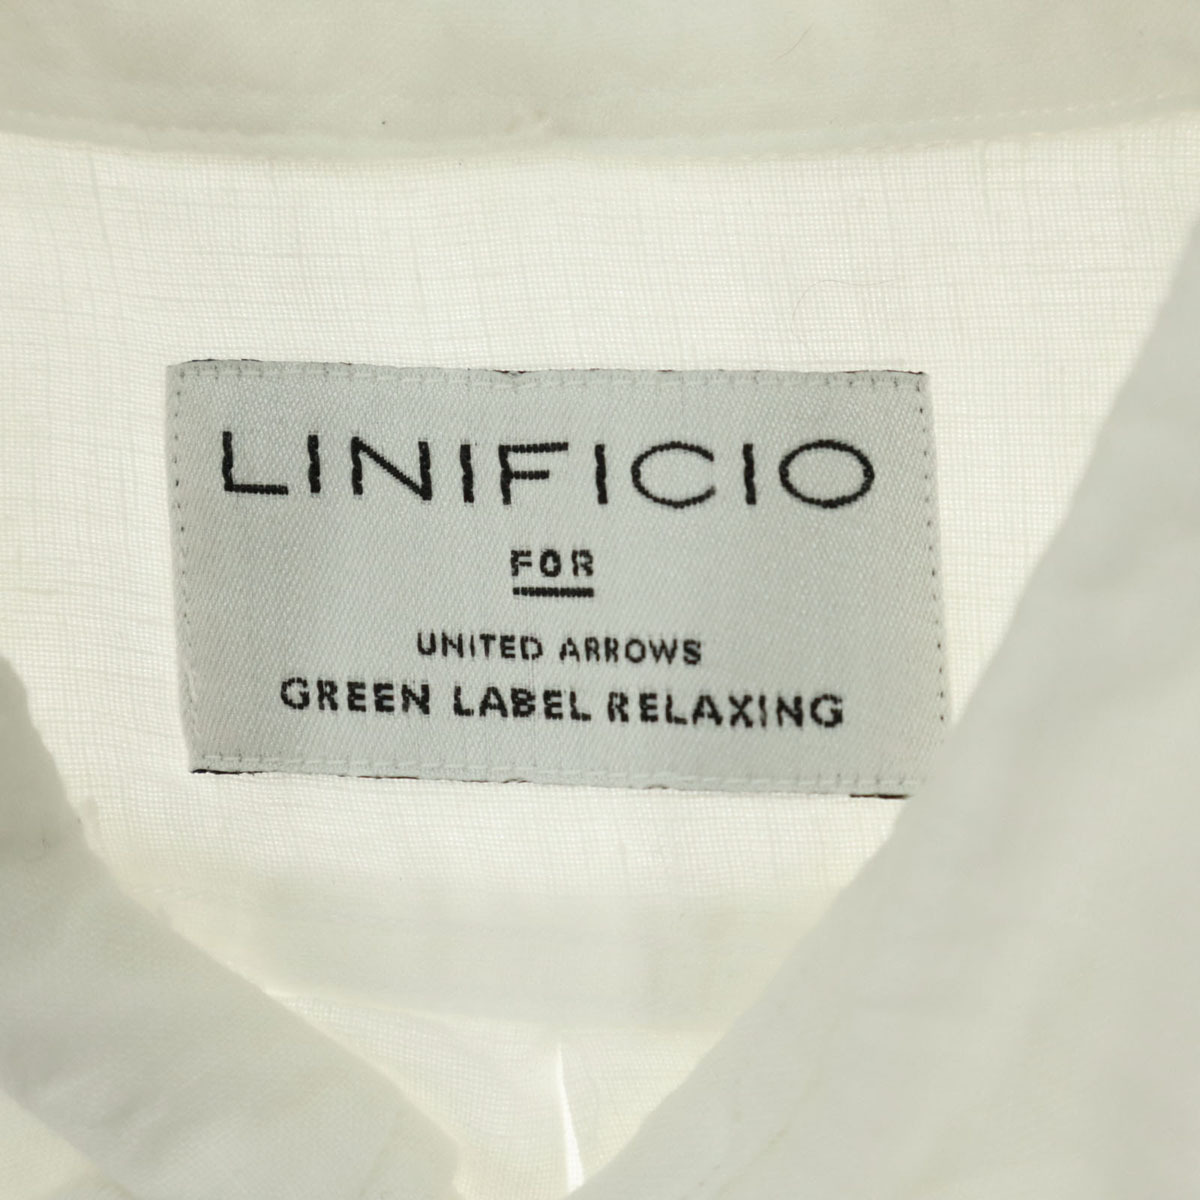 LINIFICIO
FOR
UNITED ARROWS
GREEN LABEL RELAXING